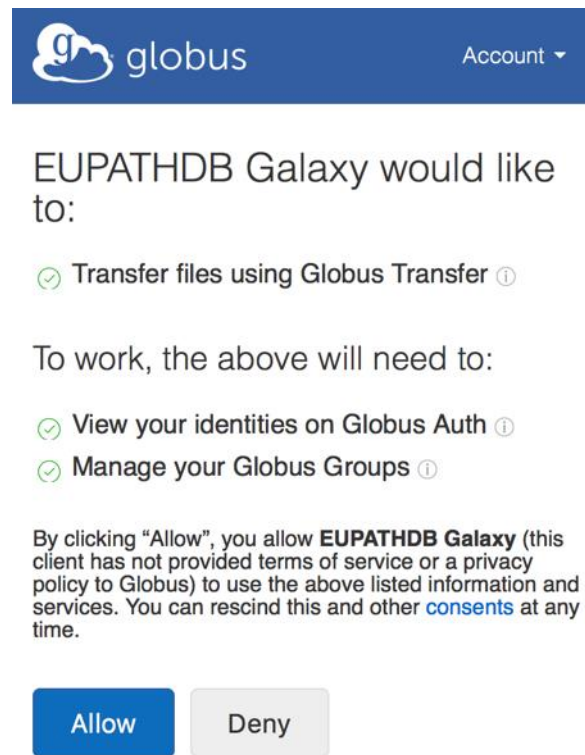 globus
Account
EUPATHDB Galaxy would like
to:
Transfer files using Globus Transfer
To work, the above will need to:
View your identities on Globus Auth
Manage your Globus Groups
By clicking “Allow”, you allow EUPATHDB Galaxy (this
client has not provided terms of service or a privacy
policy to Globus) to use the above listed information and
services. You can rescind this and other consents at any
time.
Allow
Deny